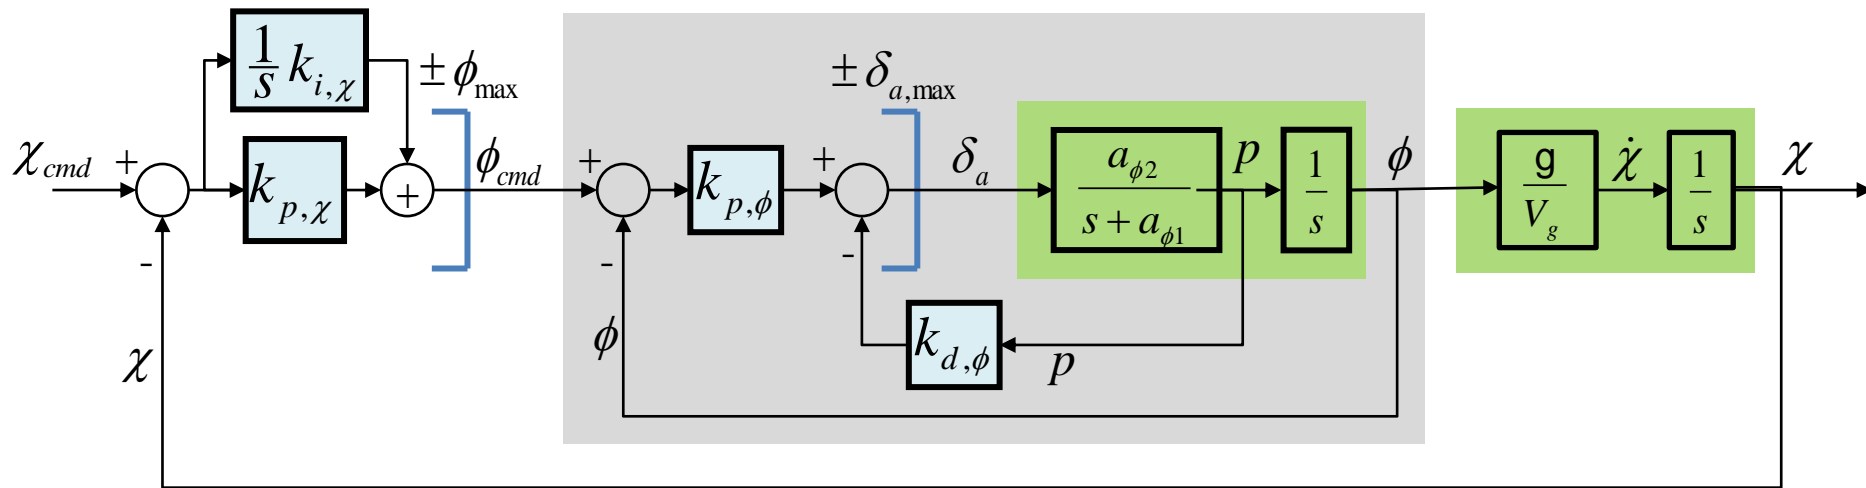 χ_cmd
+
-
χ
1/s k_{i,χ}
k_{p,χ}
+
± φ_max
φ_cmd
+
-
φ
k_{p,φ}
+
-
± δ_{a,max}
δ_a
a_{φ2} / (s + a_{φ1})
p
1/s
φ
k_{d,φ}
p
g/V_g
χ̇
1/s
χ